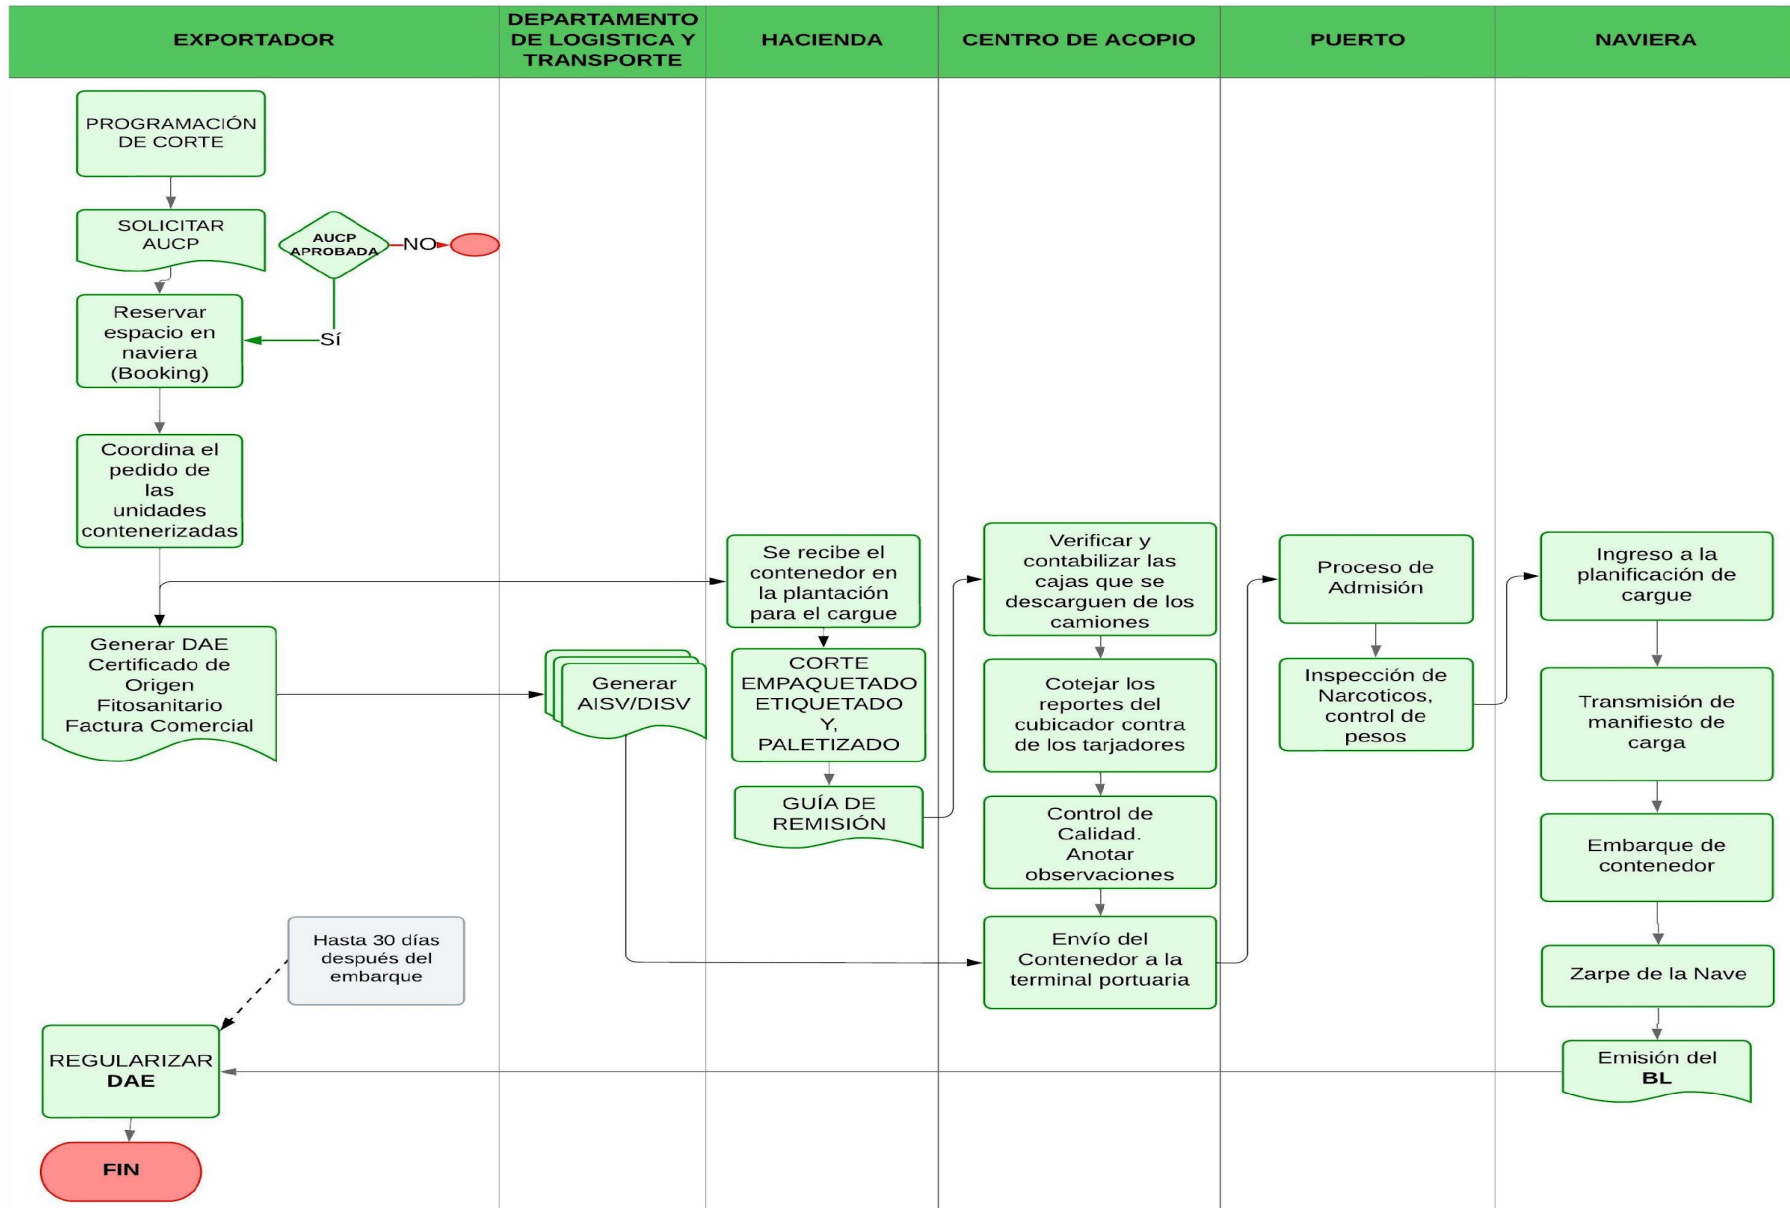 EXPORTADOR
DEPARTAMENTO
DE LOGISTICA Y
TRANSPORTE
HACIENDA
CENTRO DE ACOPIO
PUERTO
NAVIERA
PROGRAMACIÓN
DE CORTE
SOLICITAR
AUCP
AUCP
APROBADA
NO
Sí
Reservar
espacio en
naviera
(Booking)
Coordina el
pedido de
las
unidades
contenerizadas
Generar DAE
Certificado de
Origen
Fitosanitario
Factura Comercial
Generar
AISV/DISV
Se recibe el
contenedor en
la plantación
para el cargue
CORTE
EMPAQUETADO
ETIQUETADO
Y,
PALETIZADO
GUÍA DE
REMISIÓN
Verificar y
contabilizar las
cajas que se
descarguen de los
camiones
Cotejar los
reportes del
cubicador contra
de los tarjadores
Control de
Calidad.
Anotar
observaciones
Envío del
Contenedor a la
terminal portuaria
Proceso de
Admisión
Inspección de
Narcoticos,
control de
pesos
Ingreso a la
planificación de
cargue
Transmisión de
manifiesto de
carga
Embarque de
contenedor
Zarpe de la Nave
Emisión del
BL
Hasta 30 días
después del
embarque
REGULARIZAR
DAE
FIN